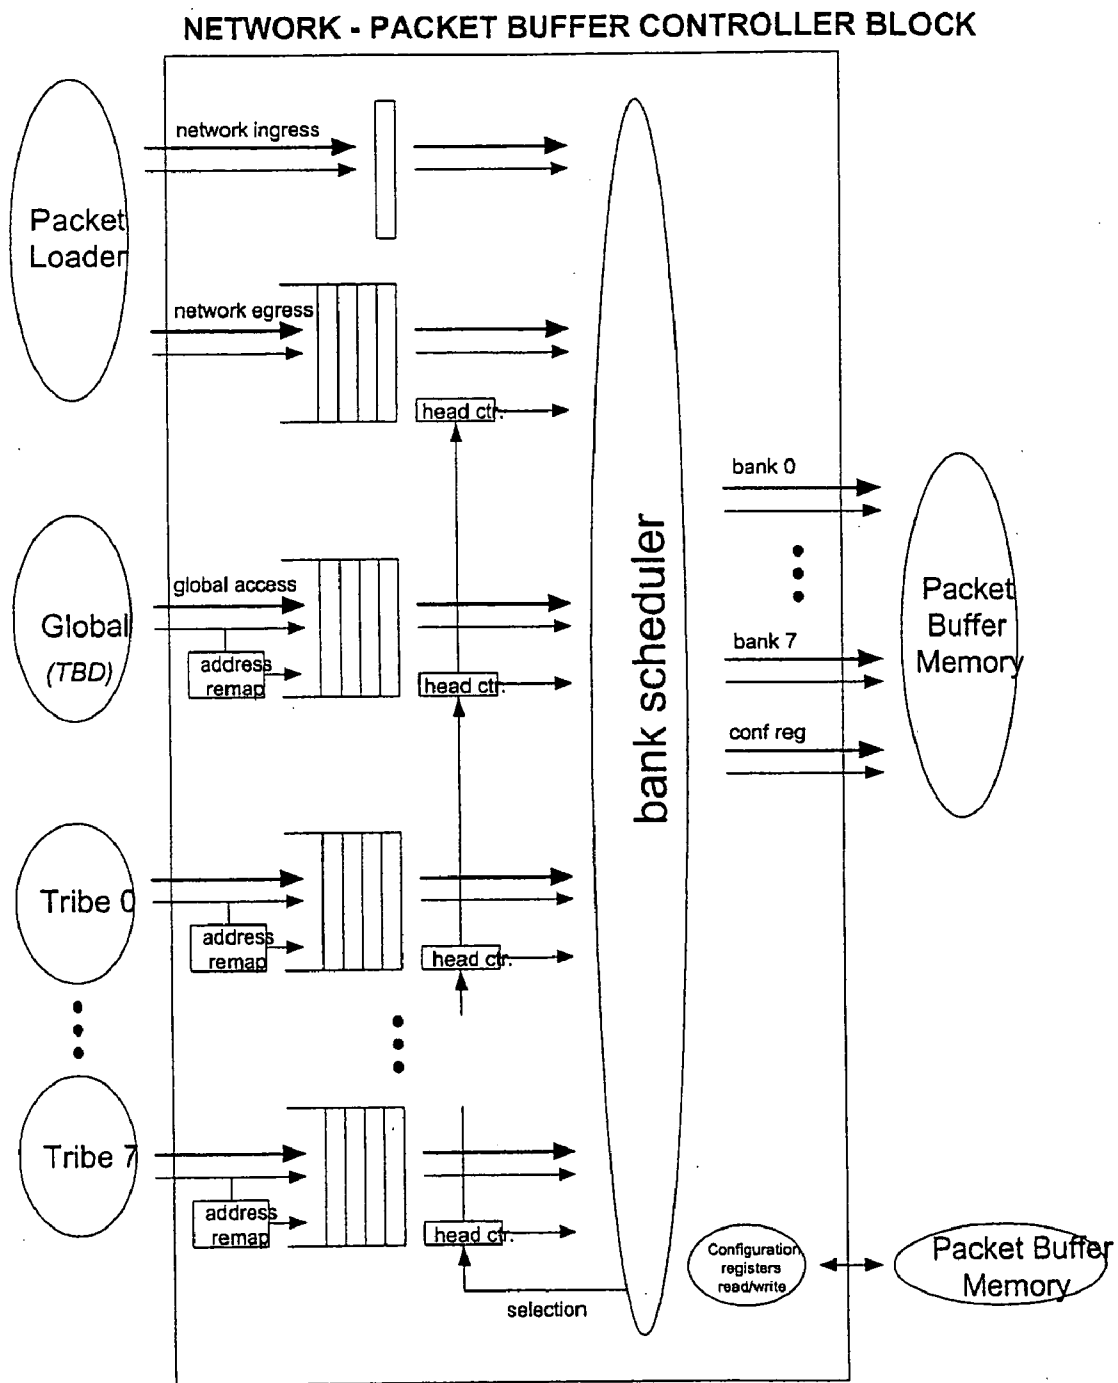 NETWORK - PACKET BUFFER CONTROLLER BLOCK
network ingress
Packet
Loader
network egress
head ctr.
bank 0
global access
Global
(TBD)
address
remap
head ctr.
bank scheduler
Packet
Buffer
Memory
bank 7
conf reg
Tribe 0
address
remap
head ctr.
Tribe 7
address
remap
head ctr.
selection
Configuration
registers
read/write
Packet Buffer
Memory